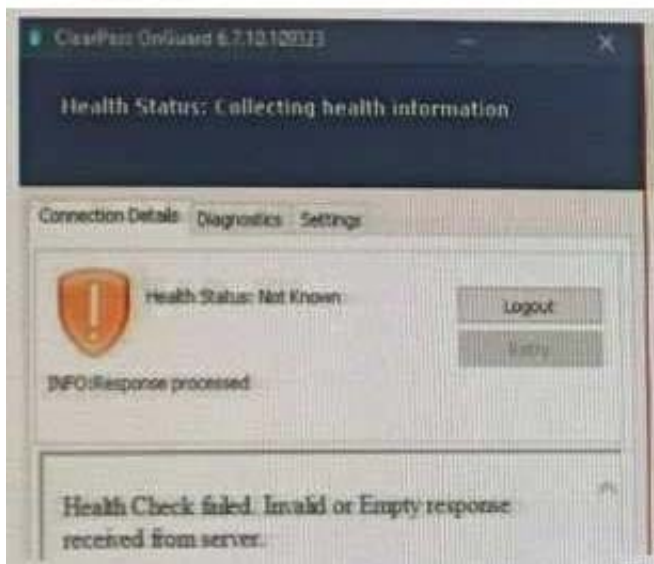 ClearPass OnGuard 6.7.10.109323
Health Status: Collecting health information
Connection Details Diagnostics Settings
Health Status: Not Known
Logout
Retry
INFO:Response processed
Health Check failed. Invalid or Empty response
received from server.